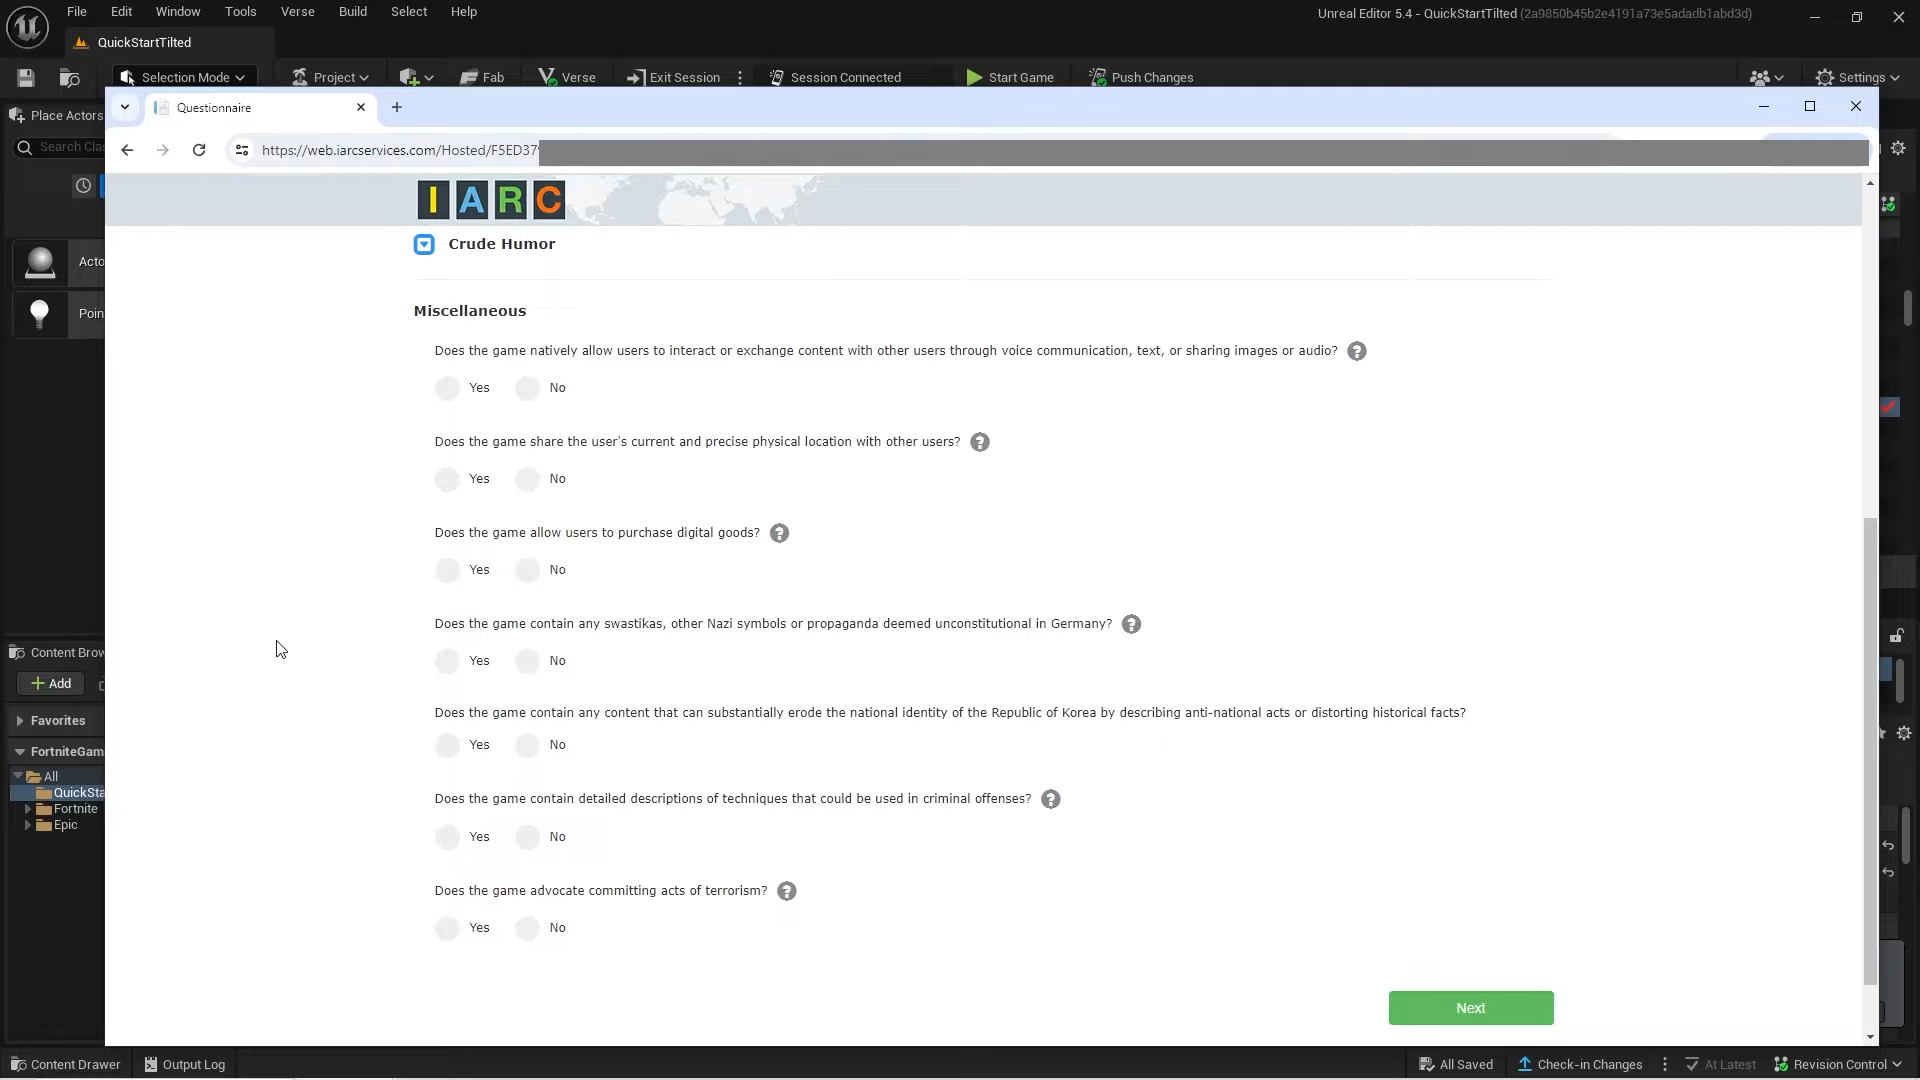 File Edit Window Tools Verse Build Select Help
Unreal Editor 5.4 - QuickStartTilted (2a9850b45b2e4191a73e5adadb1abd3d)
QuickStartTilted
Selection Mode Project Fab Verse Exit Session Session Connected Start Game Push Changes Settings
Place Actors
Questionnaire
Search Clas
https://web.iarcservices.com/Hosted/F5ED379
IARC
Crude Humor
Acto
Poin
Miscellaneous
Does the game natively allow users to interact or exchange content with other users through voice communication, text, or sharing images or audio? ?
Yes No
Does the game share the user's current and precise physical location with other users? ?
Yes No
Does the game allow users to purchase digital goods? ?
Yes No
Does the game contain any swastikas, other Nazi symbols or propaganda deemed unconstitutional in Germany? ?
Yes No
Does the game contain any content that can substantially erode the national identity of the Republic of Korea by describing anti-national acts or distorting historical facts?
Yes No
Does the game contain detailed descriptions of techniques that could be used in criminal offenses? ?
Yes No
Does the game advocate committing acts of terrorism? ?
Yes No
Next
Content Brow
Add
Favorites
FortniteGam
All
QuickSta
Fortnite
Epic
Content Drawer Output Log All Saved Check-in Changes At Latest Revision Control